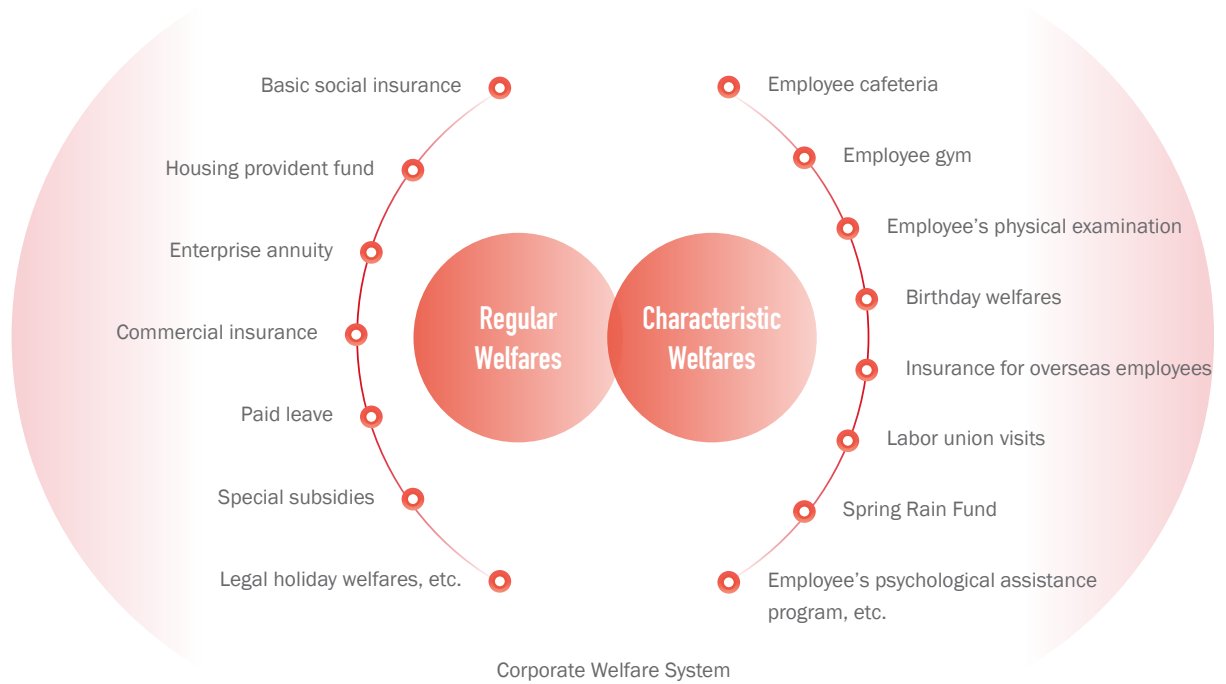 Basic social insurance
Housing provident fund
Enterprise annuity
Commercial insurance
Paid leave
Special subsidies
Legal holiday welfares, etc.
Regular
Welfares
Characteristic
Welfares
Employee cafeteria
Employee gym
Employee’s physical examination
Birthday welfares
Insurance for overseas employees
Labor union visits
Spring Rain Fund
Employee’s psychological assistance
program, etc.
Corporate Welfare System